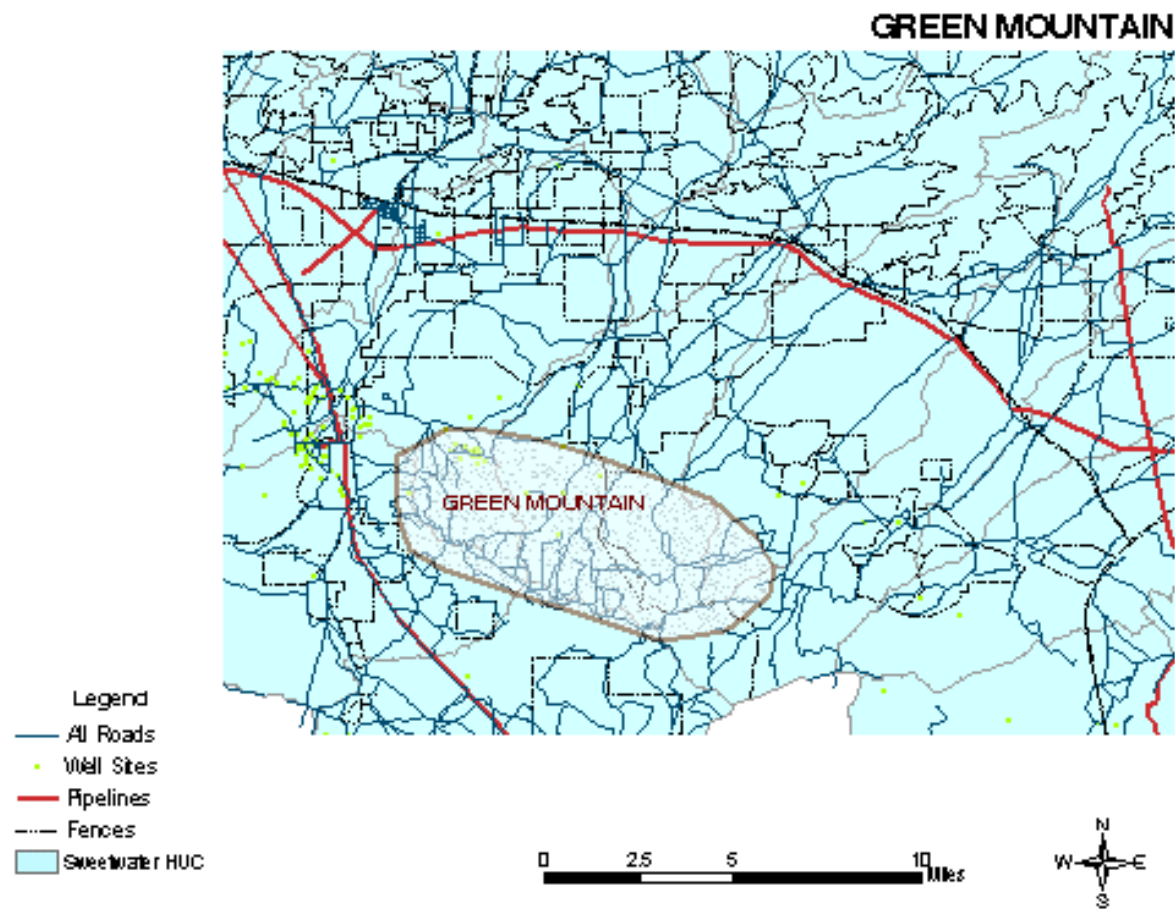 GREEN MOUNTAIN
GREEN MOUNTAIN
Legend
All Roads
Well Sites
Pipelines
Fences
Sweetwater HUC
0 2.5 5 10 Miles
N
W E
S